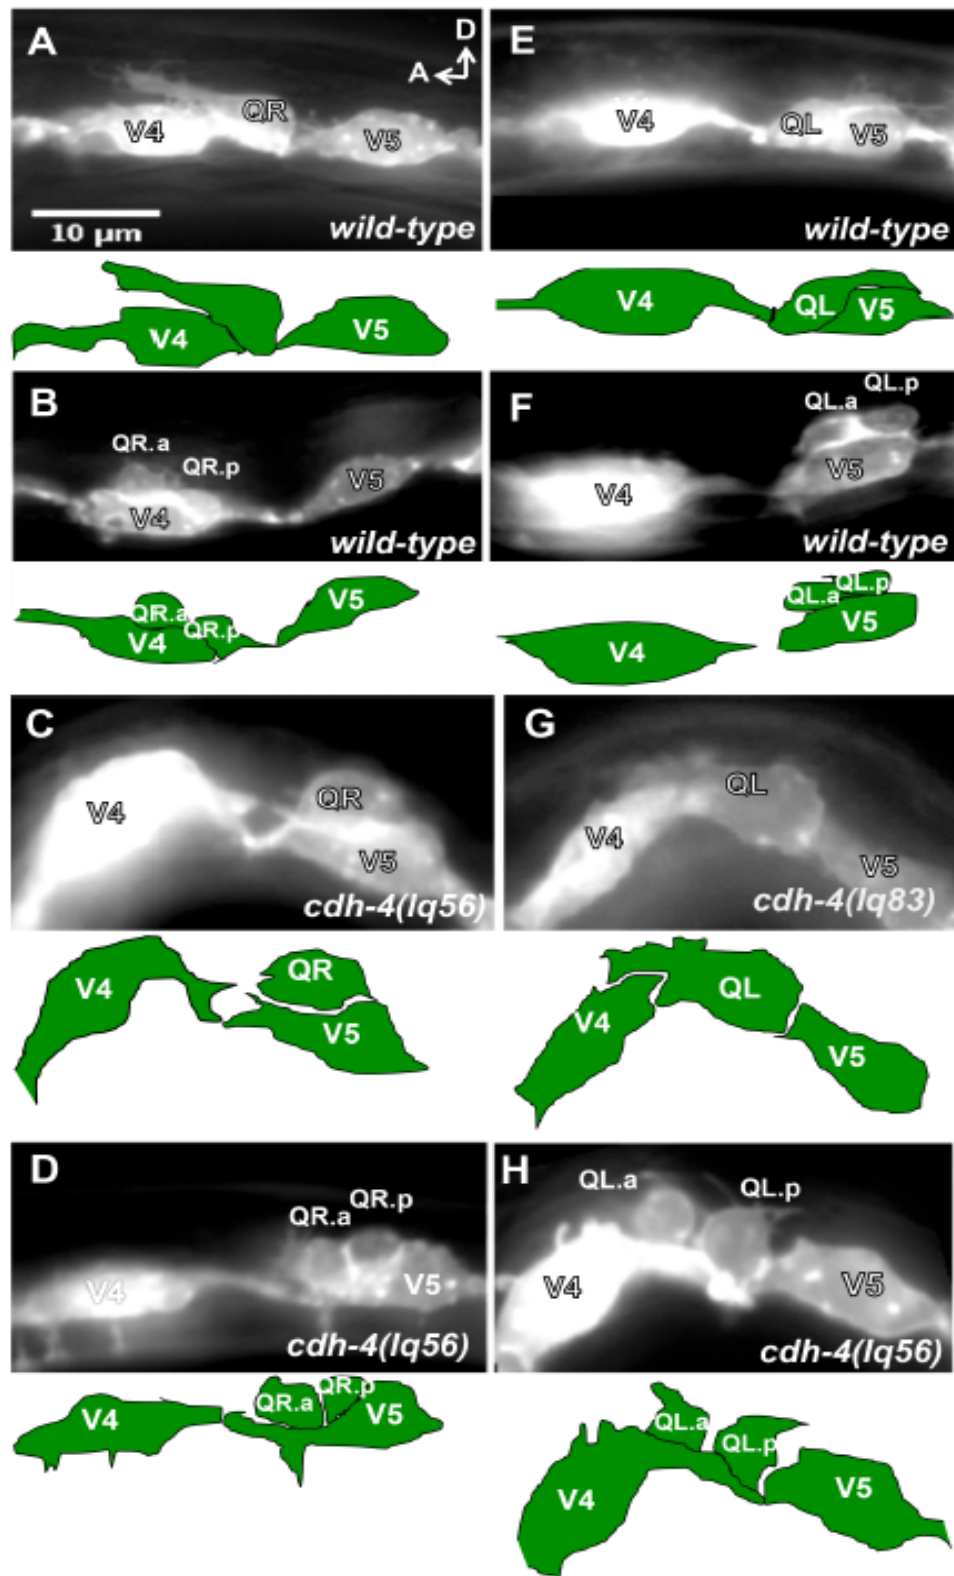 A
D
A
QR
V4
V5
10 µm
wild-type
V4
V5
B
QR.a
QR.p
V5
V4
wild-type
QR.a
V5
V4
QR.p
C
V4
QR
V5
cdh-4(lq56)
V4
QR
V5
D
QR.p
QR.a
V4
V5
cdh-4(lq56)
QR.p
QR.a
V4
V5
E
V4
QL
V5
wild-type
V4
QL
V5
F
QL.p
QL.a
V5
V4
wild-type
QL.p
QL.a
V5
V4
G
QL
V4
V5
cdh-4(lq83)
QL
V4
V5
H
QL.a
QL.p
V4
V5
cdh-4(lq56)
QL.a
QL.p
V4
V5